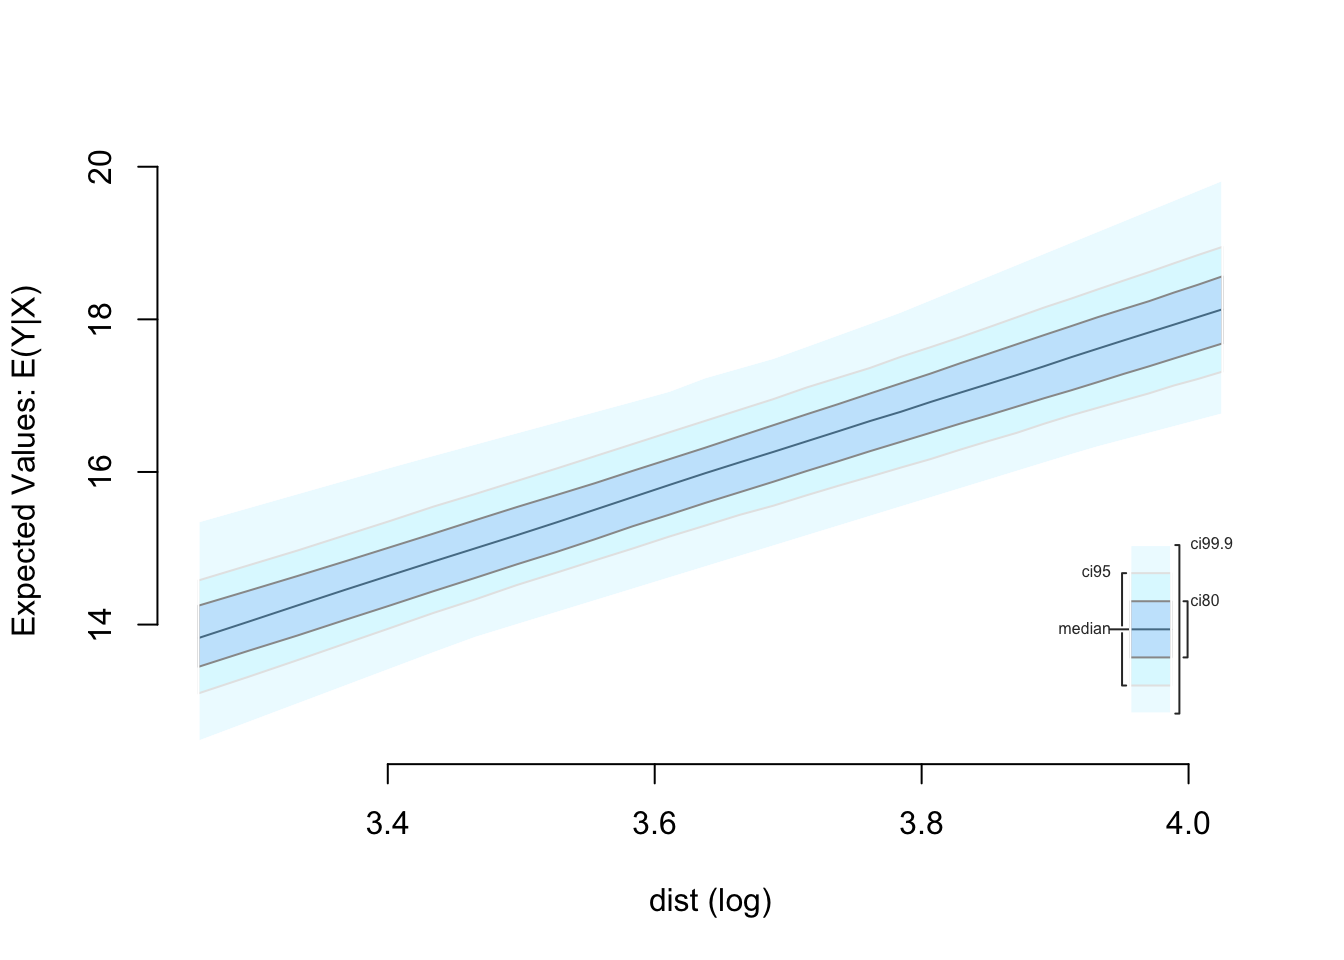 20
18
16
14
Expected Values: E(Y|X)
ci99.9
ci95
ci80
median
3.4 3.6 3.8 4.0
dist (log)